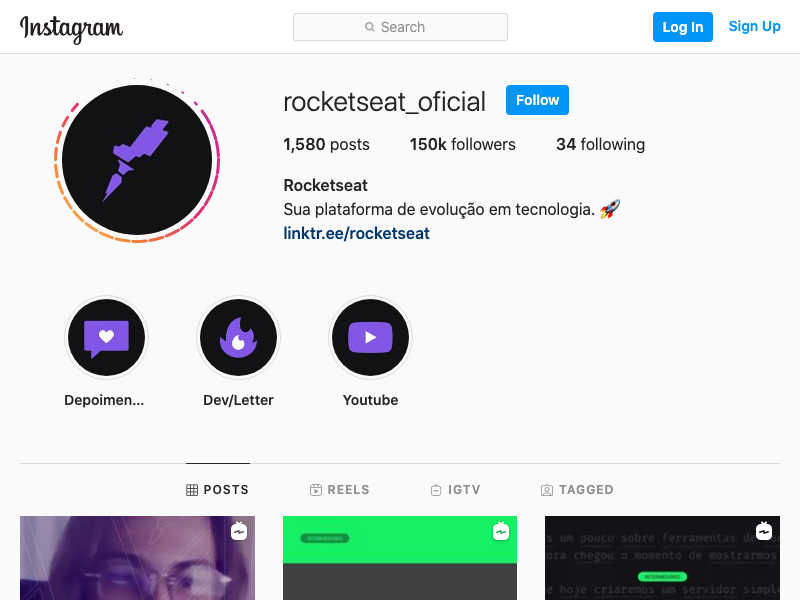 Instagram
Search
Log In
Sign Up
rocketseat_oficial
Follow
1,580 posts
150k followers
34 following
Rocketseat
Sua plataforma de evolução em tecnologia. 🚀
linktr.ee/rocketseat
Depoimen...
Dev/Letter
Youtube
POSTS
REELS
IGTV
TAGGED
INTERMEDIÁRIO
s um pouco sobre ferramentas de
ora chegou o momento de mostrarmos
INTERMEDIÁRIO
e hoje criaremos um servidor simple